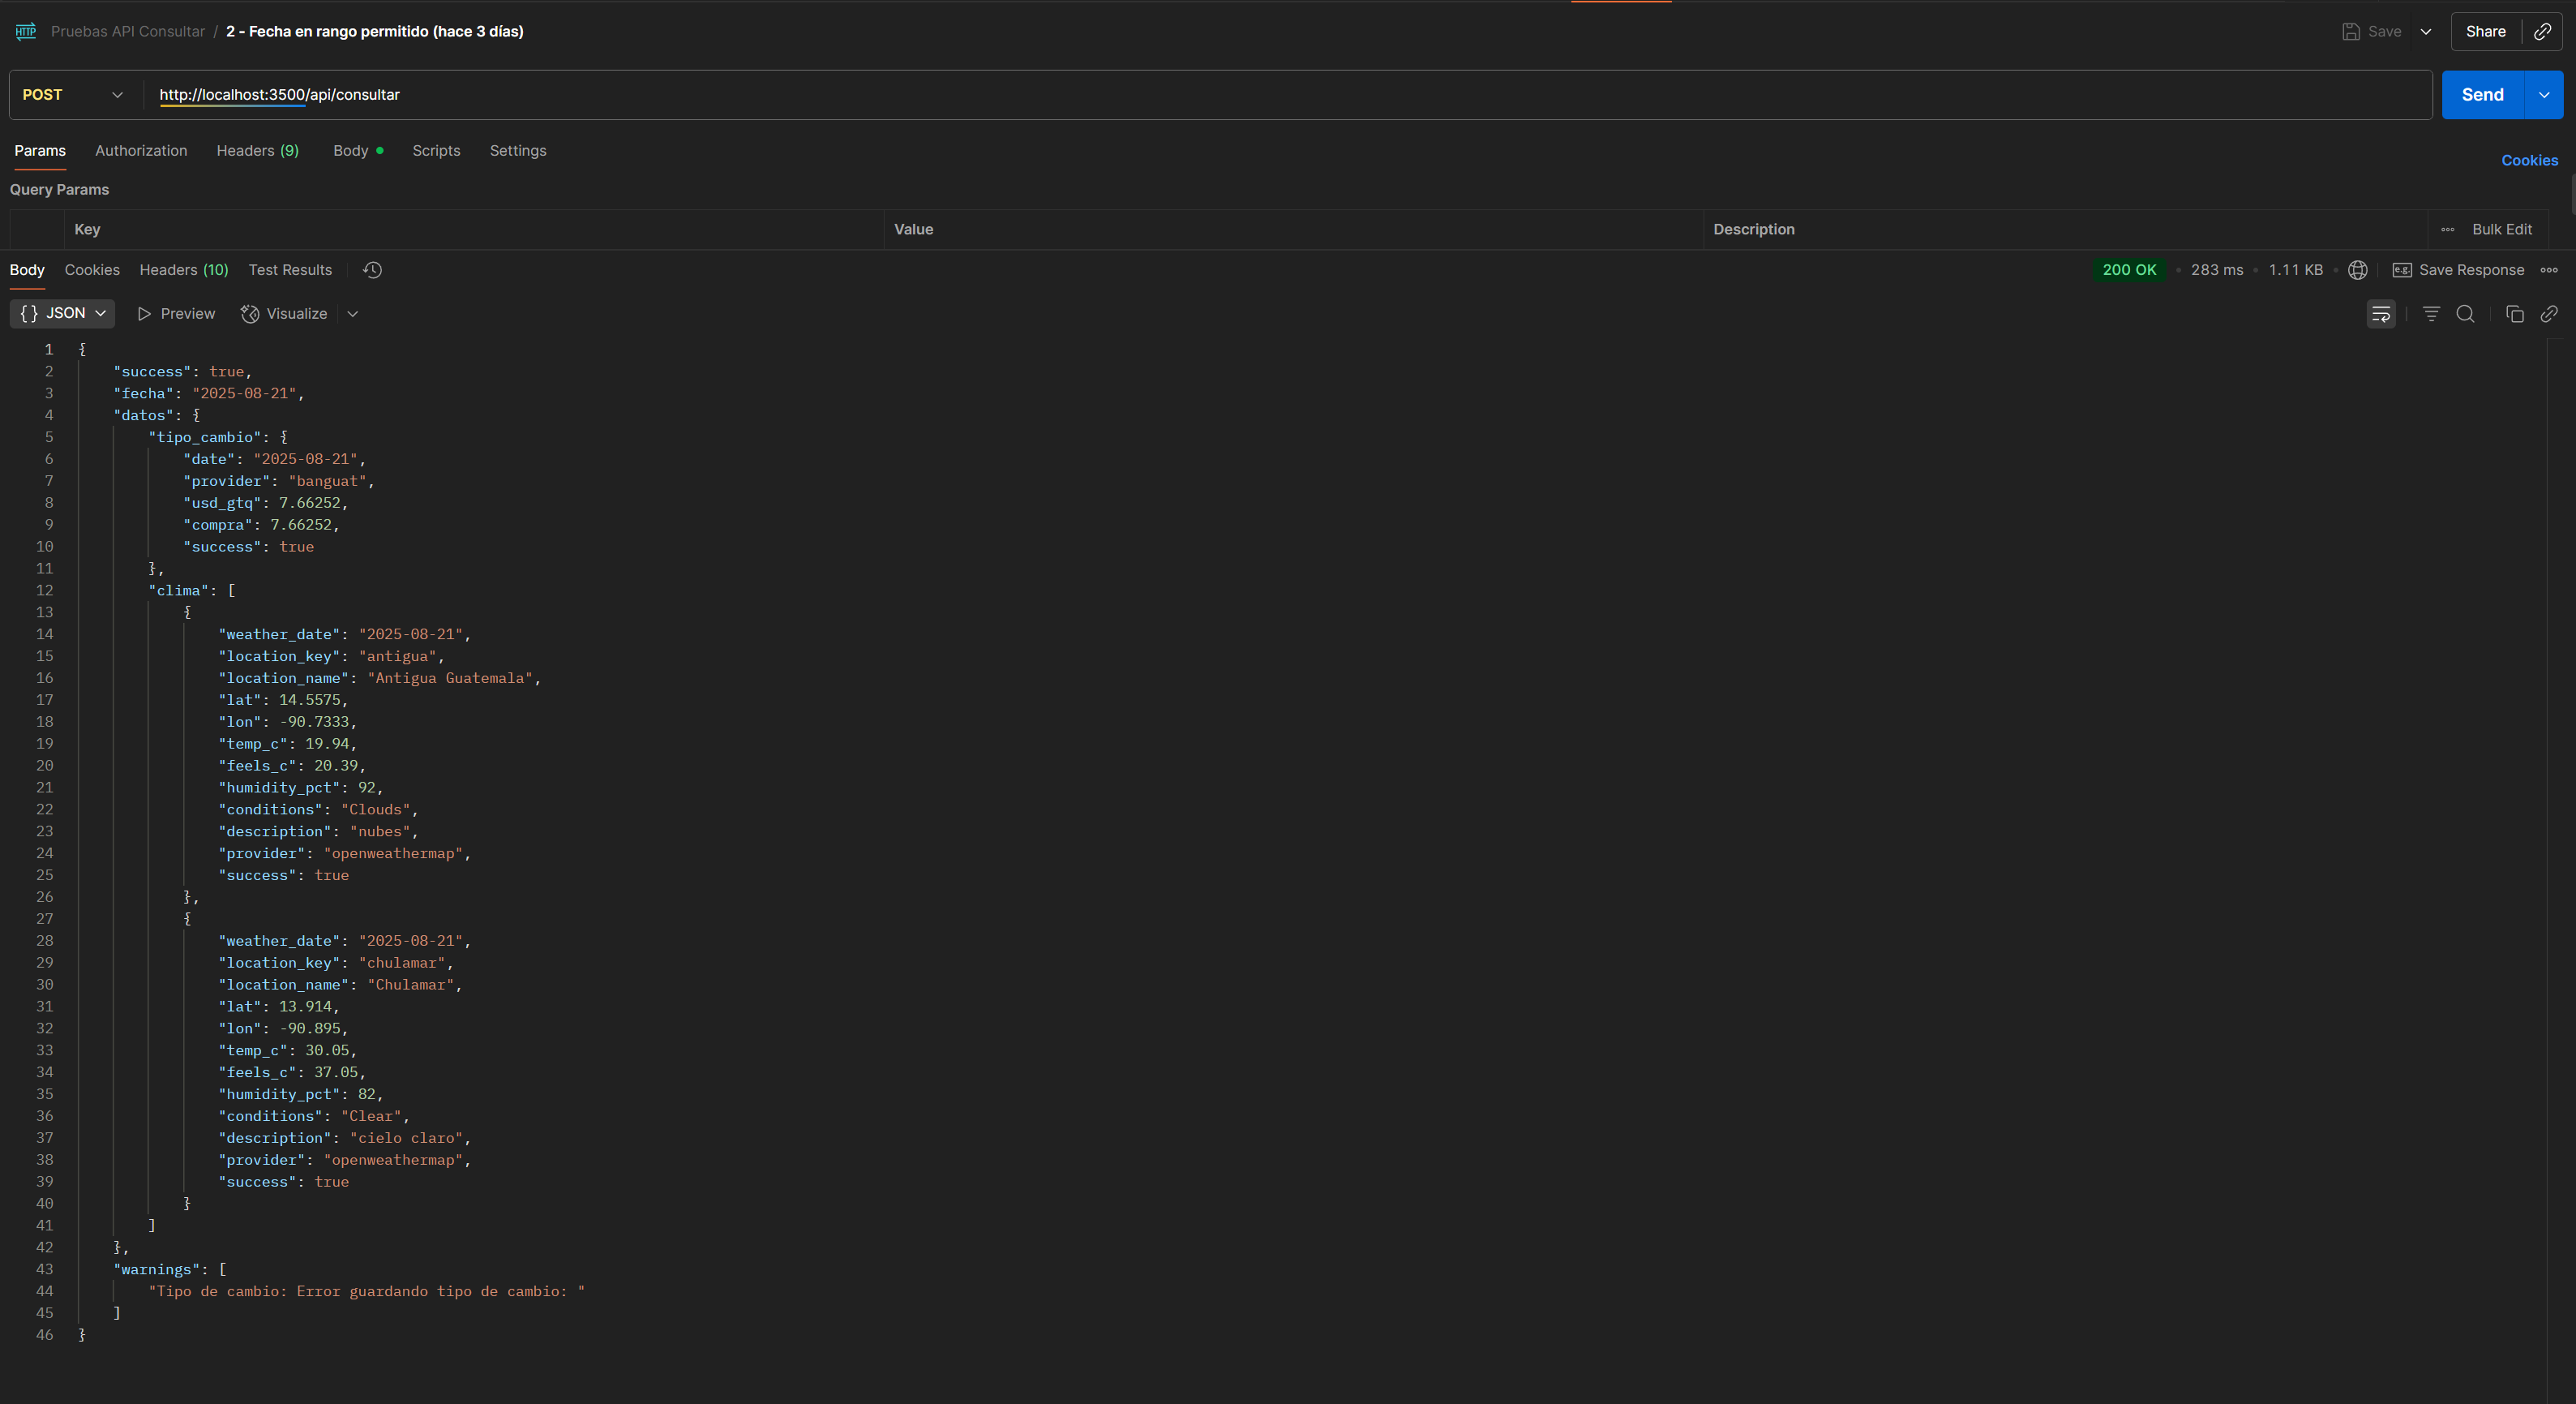 HTTP Pruebas API Consultar / 2 - Fecha en rango permitido (hace 3 días) Save Share
POST http://localhost:3500/api/consultar Send
Params Authorization Headers (9) Body Scripts Settings Cookies
Query Params
Key Value Description Bulk Edit
Body Cookies Headers (10) Test Results 200 OK 283 ms 1.11 KB e.g. Save Response
{} JSON Preview Visualize
1 {
2 "success": true,
3 "fecha": "2025-08-21",
4 "datos": {
5 "tipo_cambio": {
6 "date": "2025-08-21",
7 "provider": "banguat",
8 "usd_gtq": 7.66252,
9 "compra": 7.66252,
10 "success": true
11 },
12 "clima": [
13 {
14 "weather_date": "2025-08-21",
15 "location_key": "antigua",
16 "location_name": "Antigua Guatemala",
17 "lat": 14.5575,
18 "lon": -90.7333,
19 "temp_c": 19.94,
20 "feels_c": 20.39,
21 "humidity_pct": 92,
22 "conditions": "Clouds",
23 "description": "nubes",
24 "provider": "openweathermap",
25 "success": true
26 },
27 {
28 "weather_date": "2025-08-21",
29 "location_key": "chulamar",
30 "location_name": "Chulamar",
31 "lat": 13.914,
32 "lon": -90.895,
33 "temp_c": 30.05,
34 "feels_c": 37.05,
35 "humidity_pct": 82,
36 "conditions": "Clear",
37 "description": "cielo claro",
38 "provider": "openweathermap",
39 "success": true
40 }
41 ]
42 },
43 "warnings": [
44 "Tipo de cambio: Error guardando tipo de cambio: "
45 ]
46 }